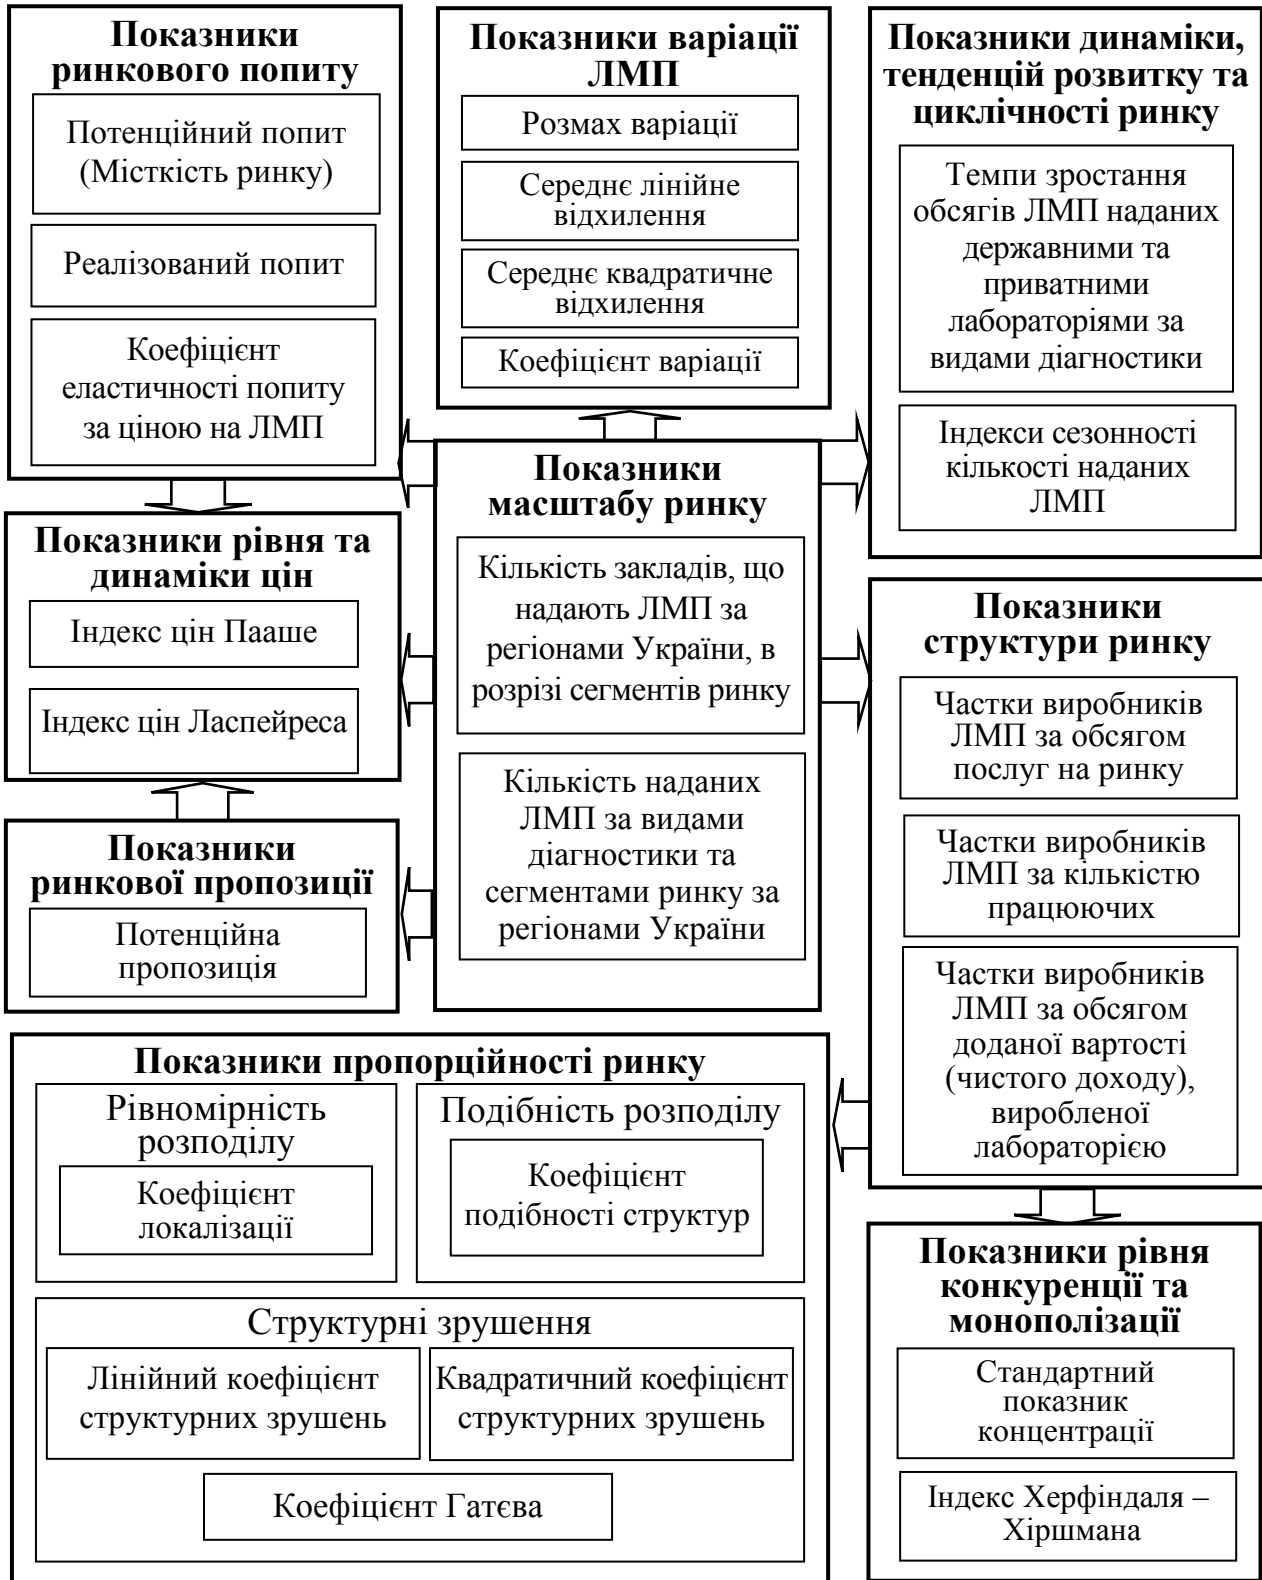 Показники
ринкового попиту
Потенційний попит
(Місткість ринку)
Реалізований попит
Коефіцієнт
еластичності попиту
за ціною на ЛМП
Показники варіації
ЛМП
Розмах варіації
Середнє лінійне
відхилення
Середнє квадратичне
відхилення
Коефіцієнт варіації
Показники динаміки,
тенденцій розвитку та
циклічності ринку
Темпи зростання
обсягів ЛМП наданих
державними та
приватними
лабораторіями за
видами діагностики
Індекси сезонності
кількості наданих
ЛМП
Показники рівня та
динаміки цін
Індекс цін Пааше
Індекс цін Ласпейреса
Показники
ринкової пропозиції
Потенційна
пропозиція
Показники
масштабу ринку
Кількість закладів, що
надають ЛМП за
регіонами України, в
розрізі сегментів ринку
Кількість наданих
ЛМП за видами
діагностики та
сегментами ринку за
регіонами України
Показники
структури ринку
Частки виробників
ЛМП за обсягом
послуг на ринку
Частки виробників
ЛМП за кількістю
працюючих
Частки виробників
ЛМП за обсягом
доданої вартості
(чистого доходу),
виробленої
лабораторією
Показники пропорційності ринку
Рівномірність
розподілу
Коефіцієнт
локалізації
Подібність розподілу
Коефіцієнт
подібності структур
Структурні зрушення
Лінійний коефіцієнт
структурних зрушень
Квадратичний коефіцієнт
структурних зрушень
Коефіцієнт Гатєва
Показники рівня
конкуренції та
монополізації
Стандартний
показник
концентрації
Індекс Херфіндаля –
Хіршмана